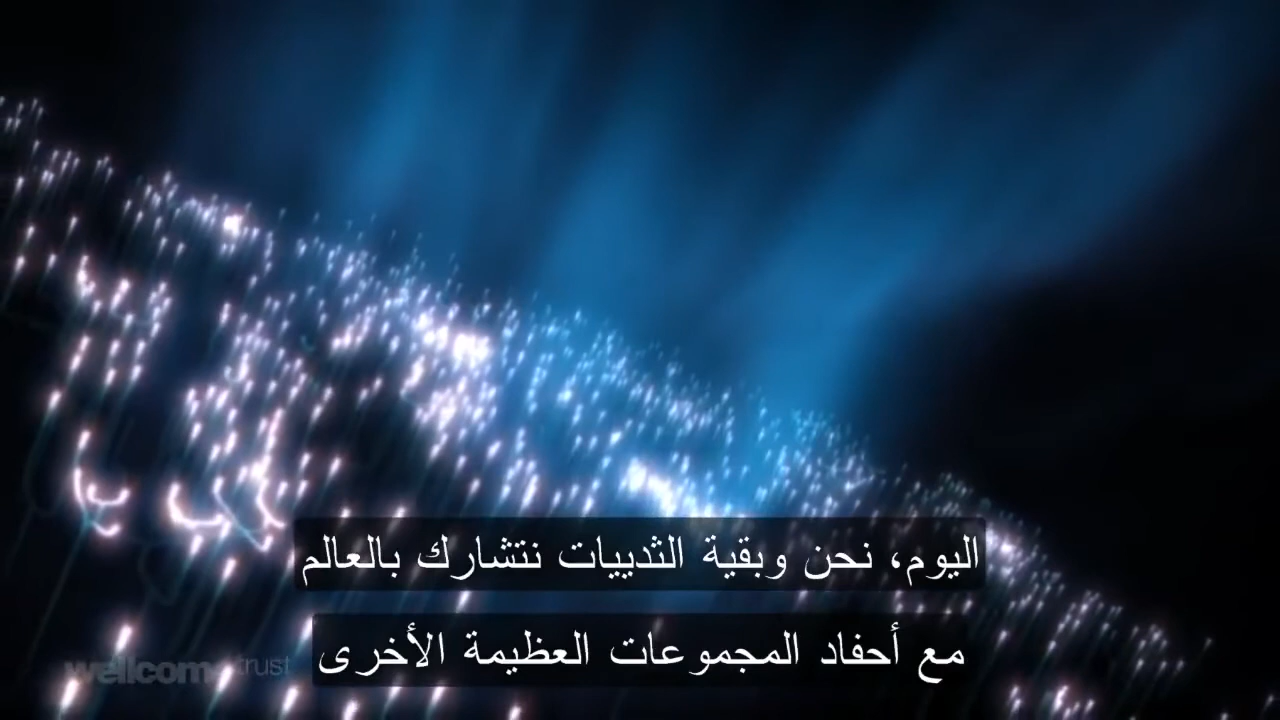 اليوم، نحن وبقية الثدييات نتشارك بالعالم
مع أحفاد المجموعات العظيمة الأخرى
wellcome trust